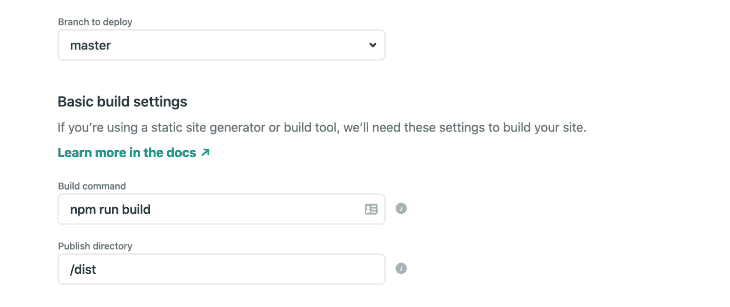 Branch to deploy
master
Basic build settings
If you're using a static site generator or build tool, we'll need these settings to build your site.
Learn more in the docs ↗
Build command
npm run build
Publish directory
/dist